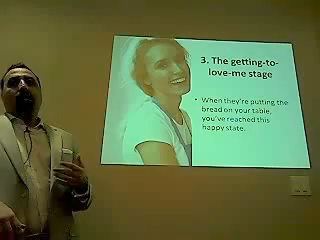 3. The getting-to-
love-me stage
• When they're putting the
bread on your table,
you've reached this
happy state.